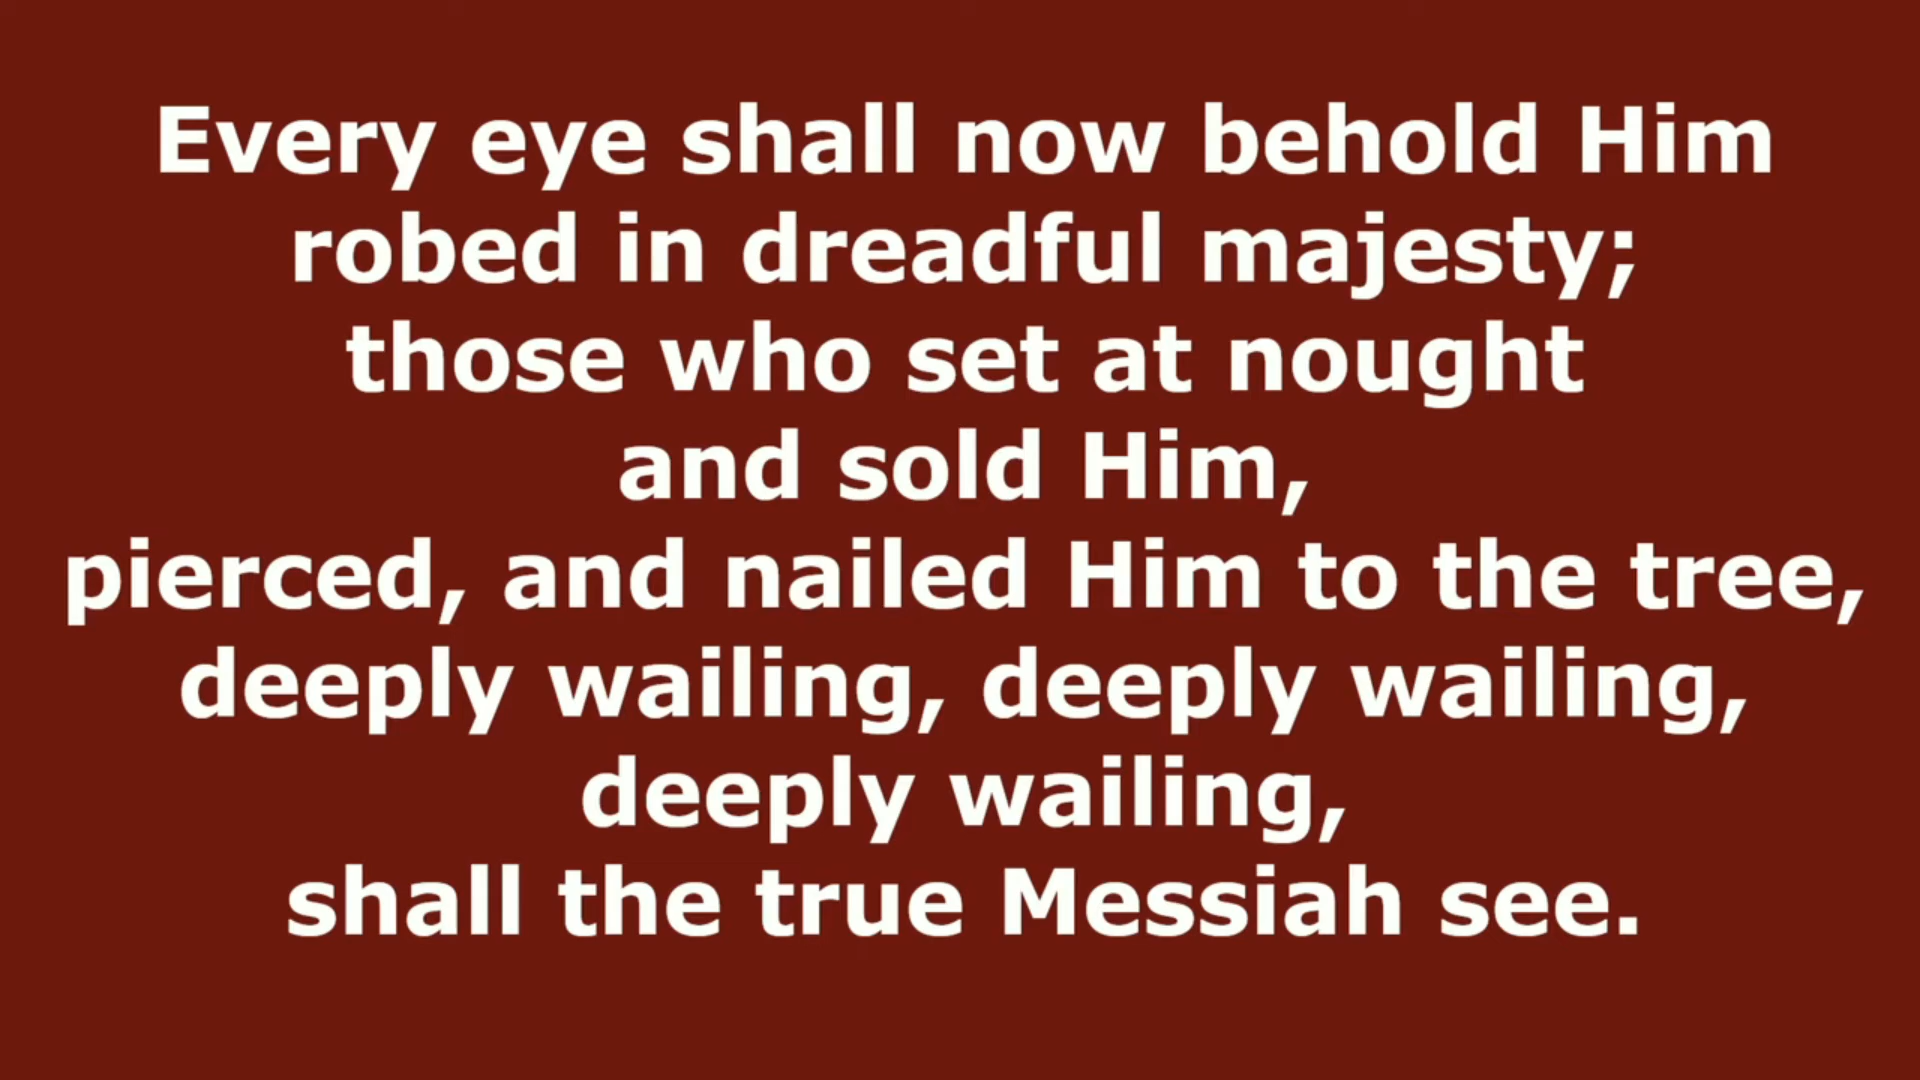 Every eye shall now behold Him
robed in dreadful majesty;
those who set at nought
and sold Him,
pierced, and nailed Him to the tree,
deeply wailing, deeply wailing,
deeply wailing,
shall the true Messiah see.